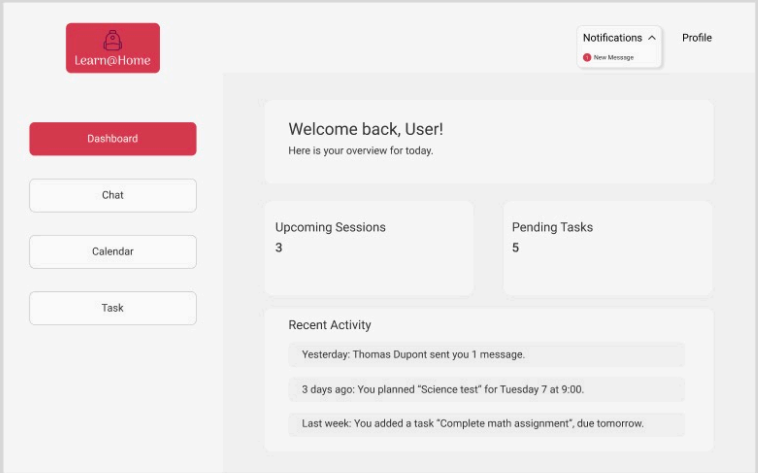 Learn@Home
Notifications
1 New Message
Profile
Dashboard
Chat
Calendar
Task
Welcome back, User!
Here is your overview for today.
Upcoming Sessions
3
Pending Tasks
5
Recent Activity
Yesterday: Thomas Dupont sent you 1 message.
3 days ago: You planned “Science test” for Tuesday 7 at 9:00.
Last week: You added a task “Complete math assignment”, due tomorrow.